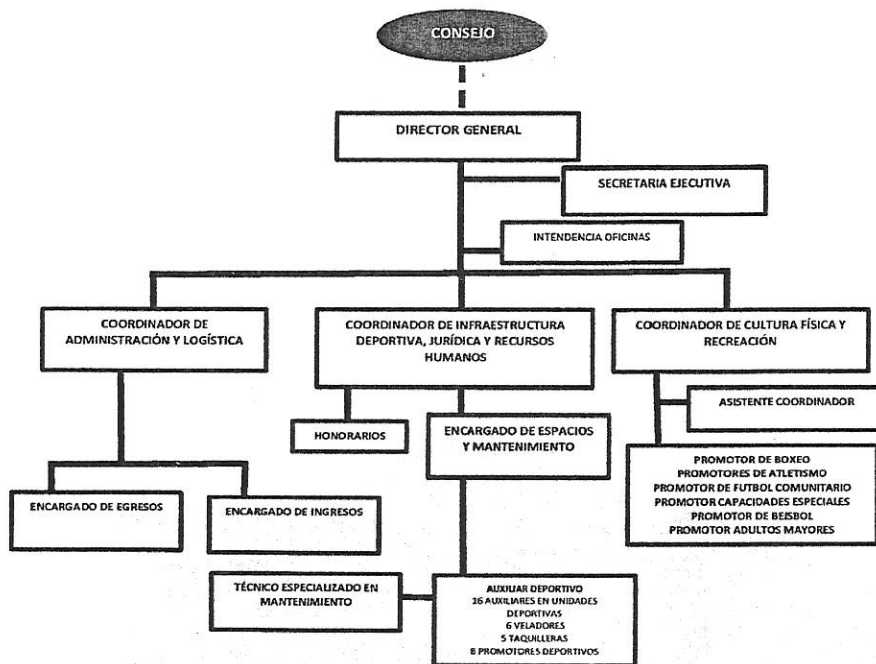 CONSEJO
DIRECTOR GENERAL
SECRETARIA EJECUTIVA
INTENDENCIA OFICINAS
COORDINADOR DE
ADMINISTRACIÓN Y LOGÍSTICA
COORDINADOR DE INFRAESTRUCTURA
DEPORTIVA, JURÍDICA Y RECURSOS
HUMANOS
COORDINADOR DE CULTURA FÍSICA Y
RECREACIÓN
HONORARIOS
ENCARGADO DE ESPACIOS
Y MANTENIMIENTO
ASISTENTE COORDINADOR
PROMOTOR DE BOXEO
PROMOTORES DE ATLETISMO
PROMOTOR DE FUTBOL COMUNITARIO
PROMOTOR CAPACIDADES ESPECIALES
PROMOTOR DE BEISBOL
PROMOTOR ADULTOS MAYORES
ENCARGADO DE EGRESOS
ENCARGADO DE INGRESOS
TÉCNICO ESPECIALIZADO EN
MANTENIMIENTO
AUXILIAR DEPORTIVO
26 AUXILIARES EN UNIDADES
DEPORTIVAS
6 VELADORES
5 TAQUILLERAS
8 PROMOTORES DEPORTIVOS